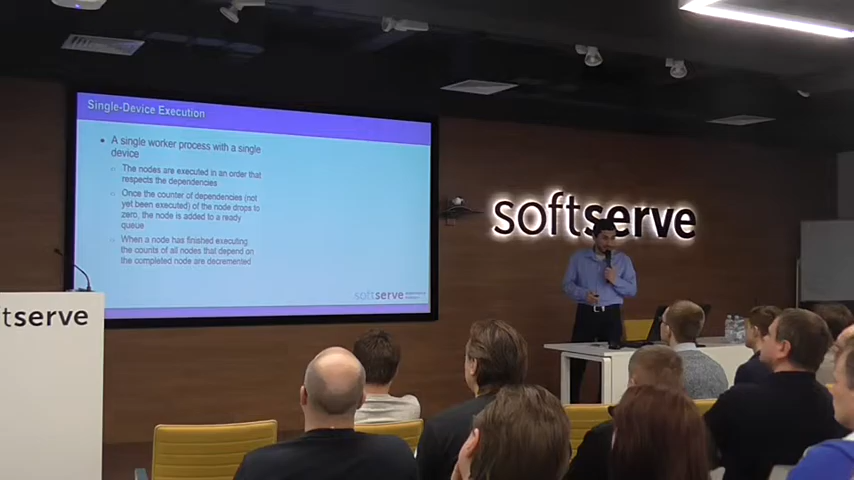 Single-Device Execution
A single worker process with a single
device
The nodes are executed in an order that
respects the dependencies
Once the counter of dependencies (not
yet been executed) of the node drops to
zero, the node is added to a ready
queue
When a node has finished executing,
the counts of all nodes that depend on
the completed node are decremented
softserve
softserve
softserve